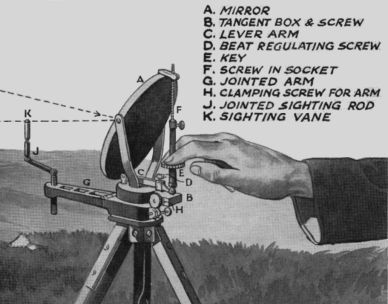 A. MIRROR
B. TANGENT BOX & SCREW
C. LEVER ARM
D. BEAT REGULATING SCREW
E. KEY
F. SCREW IN SOCKET
G. JOINTED ARM
H. CLAMPING SCREW FOR ARM
J. JOINTED SIGHTING ROD
K. SIGHTING VANE
A
K
F
J
E
C
D
G
B
H